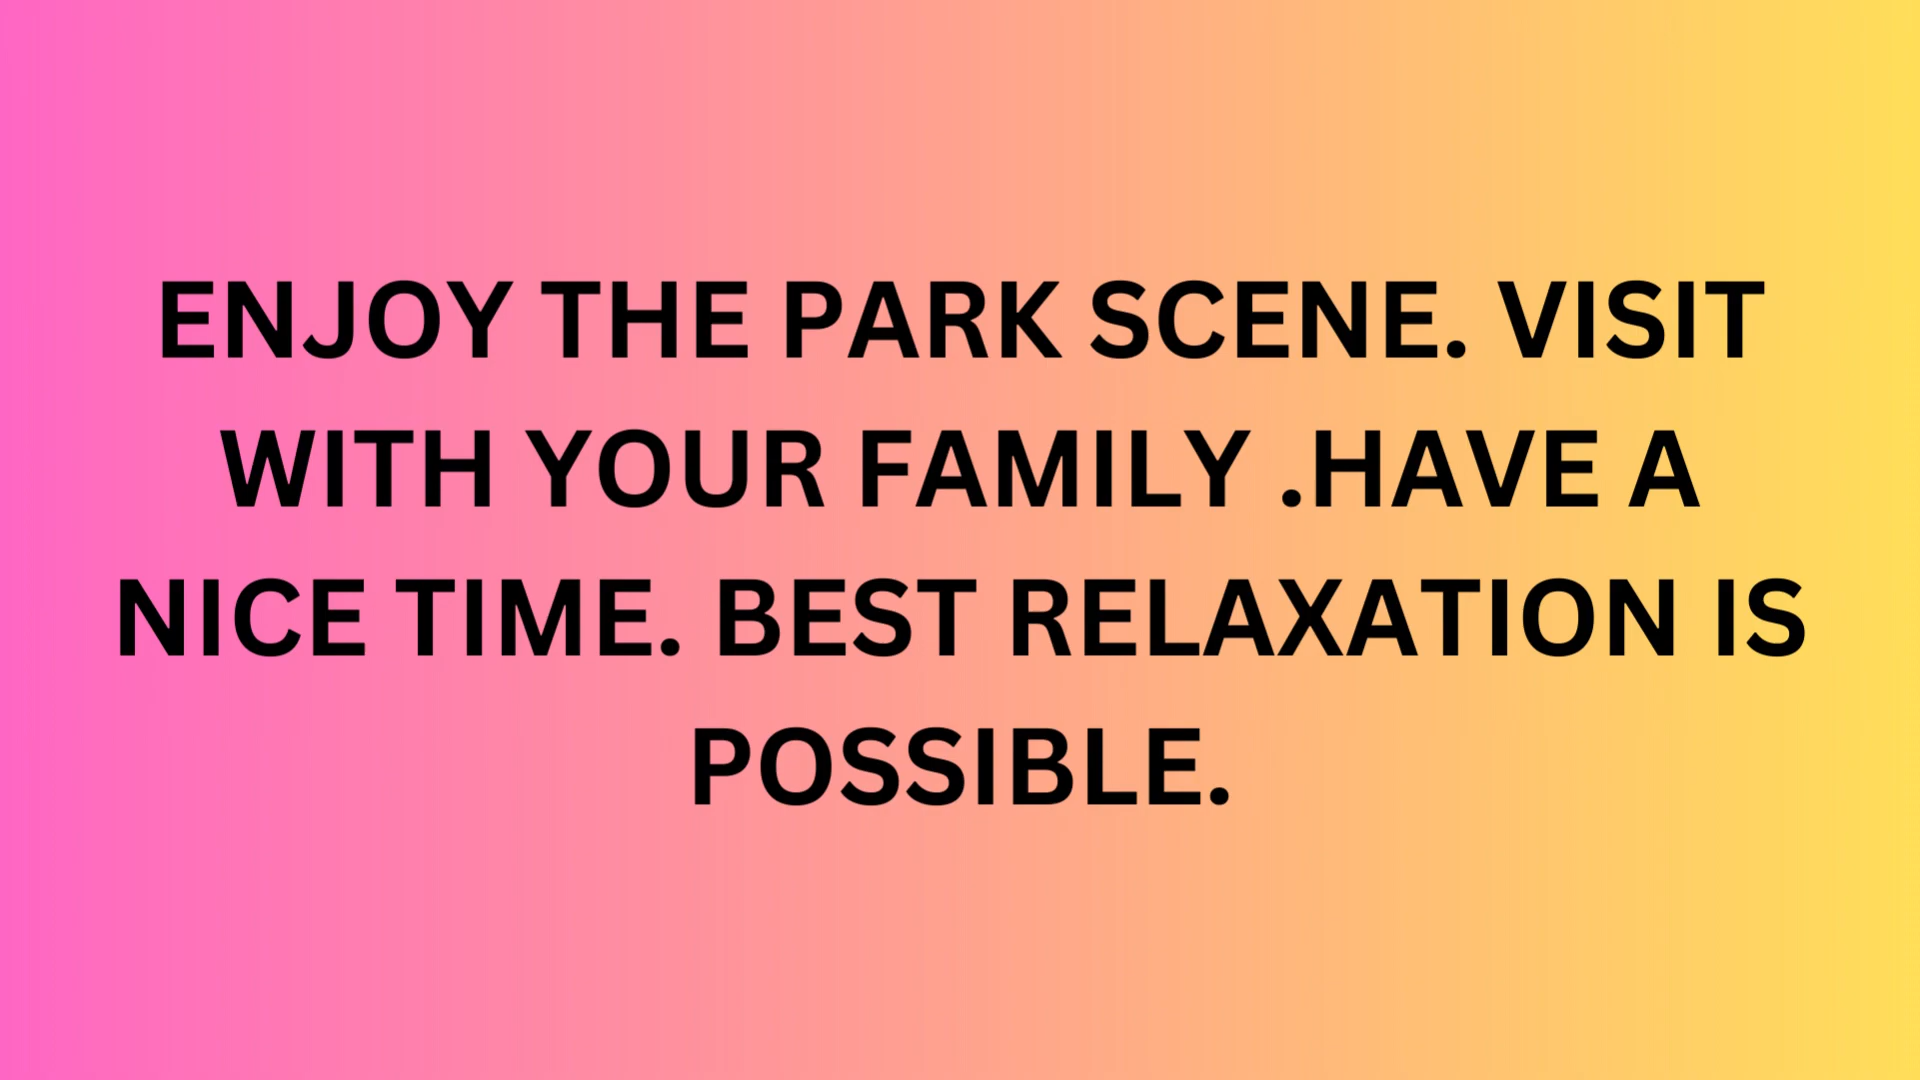 ENJOY THE PARK SCENE. VISIT
WITH YOUR FAMILY .HAVE A
NICE TIME. BEST RELAXATION IS
POSSIBLE.